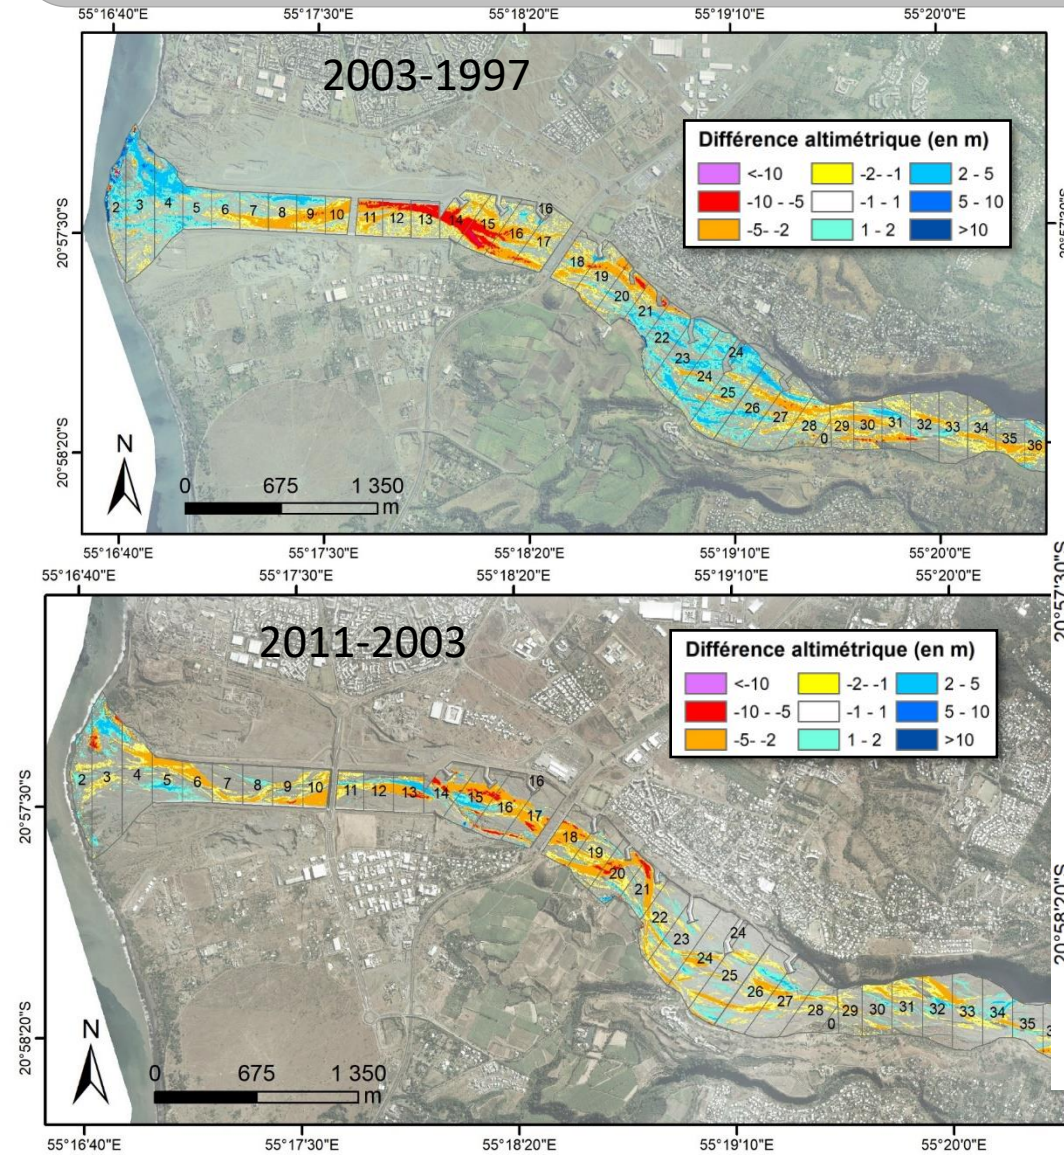 55°16'40"E 55°17'30"E 55°18'20"E 55°19'10"E 55°20'0"E
2003-1997
Différence altimétrique (en m)
<-10 -2--1 2 - 5
-10 --5 -1 - 1 5 - 10
-5--2 1 - 2 >10
20°57'30"S
20°57'30"S
2 3 4 5 6 7 8 9 10 11 12 13 14 15 16 16 17 18 19 20 21 22 23 24 24 25 26 27 28 0 29 30 31 32 33 34 35 36
20°58'20"S
N
0 675 1 350
m
55°16'40"E 55°17'30"E 55°18'20"E 55°19'10"E 55°20'0"E
55°16'40"E 55°17'30"E 55°18'20"E 55°19'10"E 55°20'0"E
20°57'30"S
2011-2003
Différence altimétrique (en m)
<-10 -2--1 2 - 5
-10 --5 -1 - 1 5 - 10
-5--2 1 - 2 >10
20°57'30"S
2 3 4 5 6 7 8 9 10 11 12 13 14 15 16 16 17 18 19 20 21 22 23 24 24 25 26 27 28 0 29 30 31 32 33 34 35
20°58'20"S
20°58'20"S
N
0 675 1 350
m
55°16'40"E 55°17'30"E 55°18'20"E 55°19'10"E 55°20'0"E